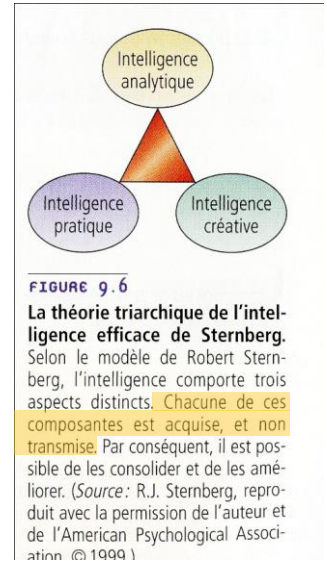 Intelligence
analytique
Intelligence
pratique
Intelligence
créative
FIGURE 9.6
La théorie triarchique de l'intel-
ligence efficace de Sternberg.
Selon le modèle de Robert Stern-
berg, l'intelligence comporte trois
aspects distincts. Chacune de ces
composantes est acquise, et non
transmise. Par conséquent, il est pos-
sible de les consolider et de les amé-
liorer. (Source: R.J. Sternberg, repro-
duit avec la permission de l'auteur et
de l'American Psychological Associ-
ation, © 1999.)